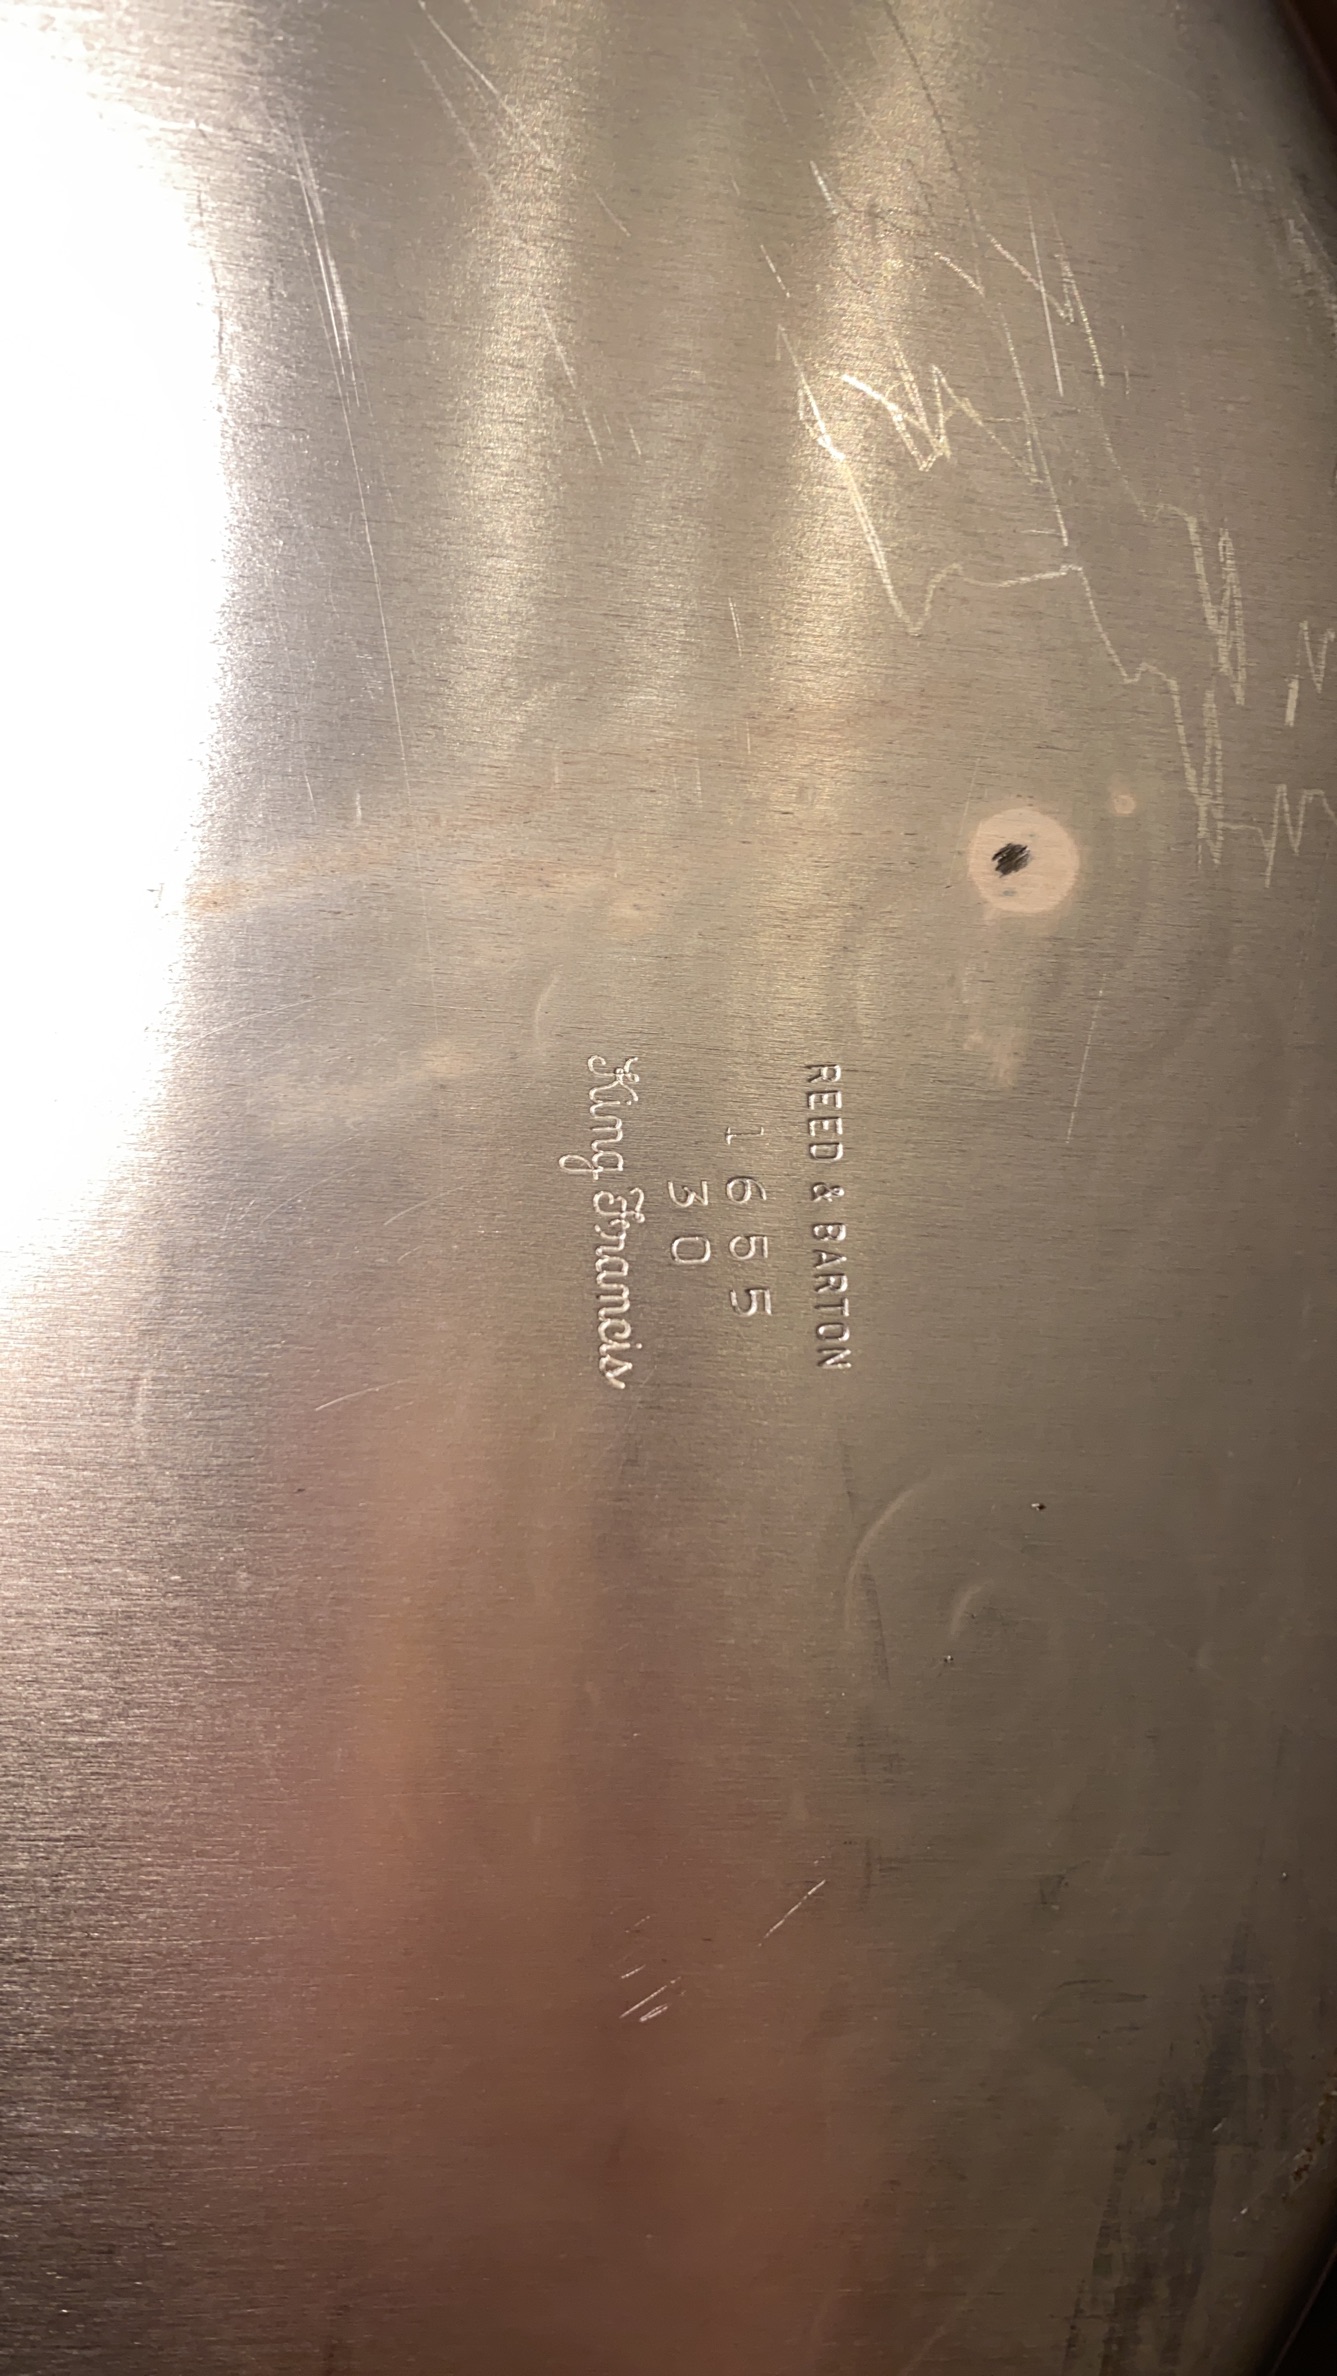 REED & BARTON
1655
30
King Francis